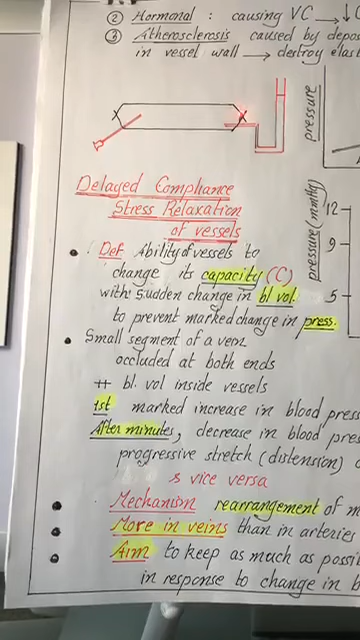 ② Hormonal : causing VC → ↓ C
③ Atherosclerosis caused by depos
in vessel wall → destroy elast
pressure
Delayed Compliance
Stress Relaxation
of vessels
pressure (mmHg)
12
9
5
• Def Ability of vessels to
change its capacity (C)
with sudden change in bl vol.
to prevent marked change in press.
• Small segment of a vein
occluded at both ends
++ bl. vol inside vessels
1st marked increase in blood press
After minutes, decrease in blood pres
progressive stretch (distension)
& vice versa
• Mechanism rearrangement of m
• More in veins than in arteries
• Aim to keep as much as possi
in response to change in b